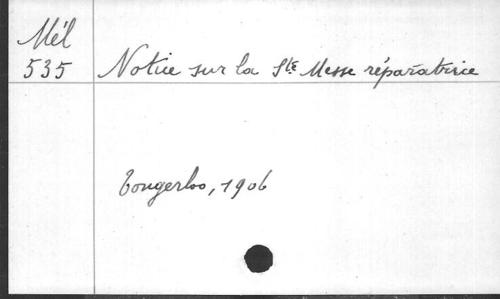 Mél
535 Notice sur la Ste Messe réparatrice
Tongerloo, 1906